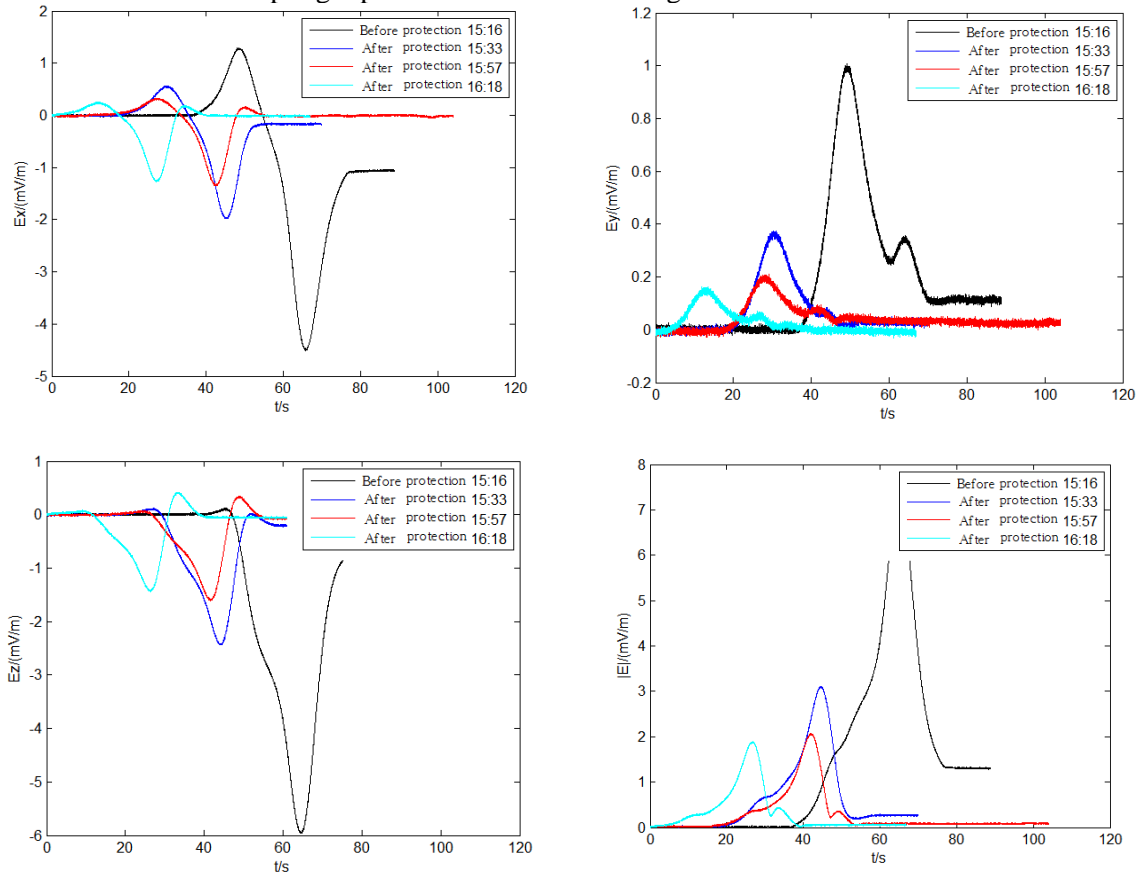 Before protection 15:16
After protection 15:33
After protection 15:57
After protection 16:18
2
1
0
-1
-2
-3
-4
-5
Ex/(mV/m)
0 20 40 60 80 100 120
t/s
Before protection 15:16
After protection 15:33
After protection 15:57
After protection 16:18
1.2
1
0.8
0.6
0.4
0.2
0
-0.2
Ey/(mV/m)
0 20 40 60 80 100 120
t/s
Before protection 15:16
After protection 15:33
After protection 15:57
After protection 16:18
1
0
-1
-2
-3
-4
-5
-6
Ez/(mV/m)
0 20 40 60 80 100 120
t/s
Before protection 15:16
After protection 15:33
After protection 15:57
After protection 16:18
8
7
6
5
4
3
2
1
0
|E|/(mV/m)
0 20 40 60 80 100 120
t/s